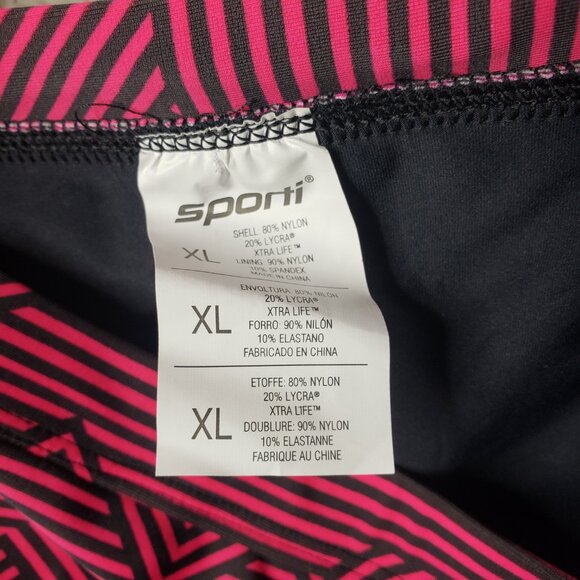 sporti®
XL
SHELL: 80% NYLON
20% LYCRA®
XTRA LIFE™
LINING: 90% NYLON
10% SPANDEX
MADE IN CHINA
XL
ENVOLTURA: 80% NILÓN
20% LYCRA®
XTRA LIFE™
FORRO: 90% NILÓN
10% ELASTANO
FABRICADO EN CHINA
XL
ETOFFE: 80% NYLON
20% LYCRA®
XTRA LIFE™
DOUBLURE: 90% NYLON
10% ELASTANNE
FABRIQUE AU CHINE